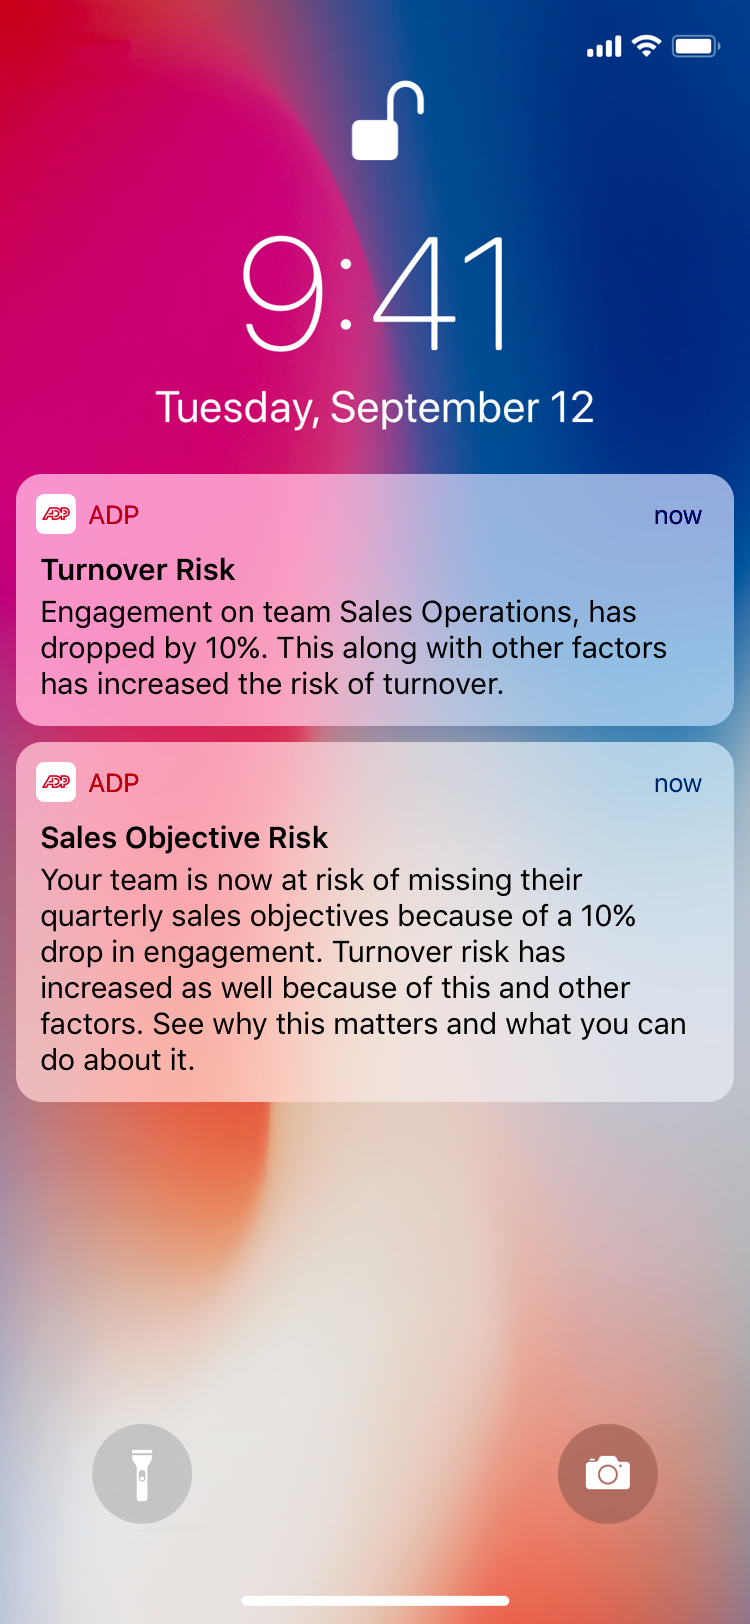 9:41
Tuesday, September 12
ADP ADP now
Turnover Risk
Engagement on team Sales Operations, has
dropped by 10%. This along with other factors
has increased the risk of turnover.
ADP ADP now
Sales Objective Risk
Your team is now at risk of missing their
quarterly sales objectives because of a 10%
drop in engagement. Turnover risk has
increased as well because of this and other
factors. See why this matters and what you can
do about it.